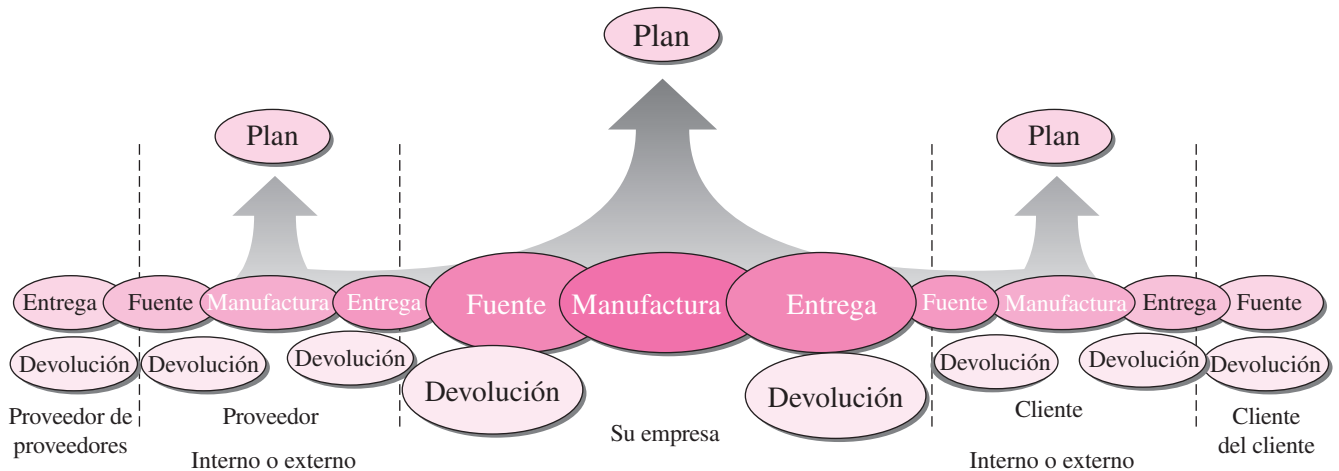 Plan
Plan
Plan
Entrega
Fuente
Manufactura
Entrega
Fuente
Manufactura
Entrega
Fuente
Manufactura
Entrega
Fuente
Devolución
Devolución
Devolución
Devolución
Devolución
Devolución
Devolución
Devolución
Proveedor de
proveedores
Proveedor
Interno o externo
Su empresa
Cliente
Interno o externo
Cliente
del cliente